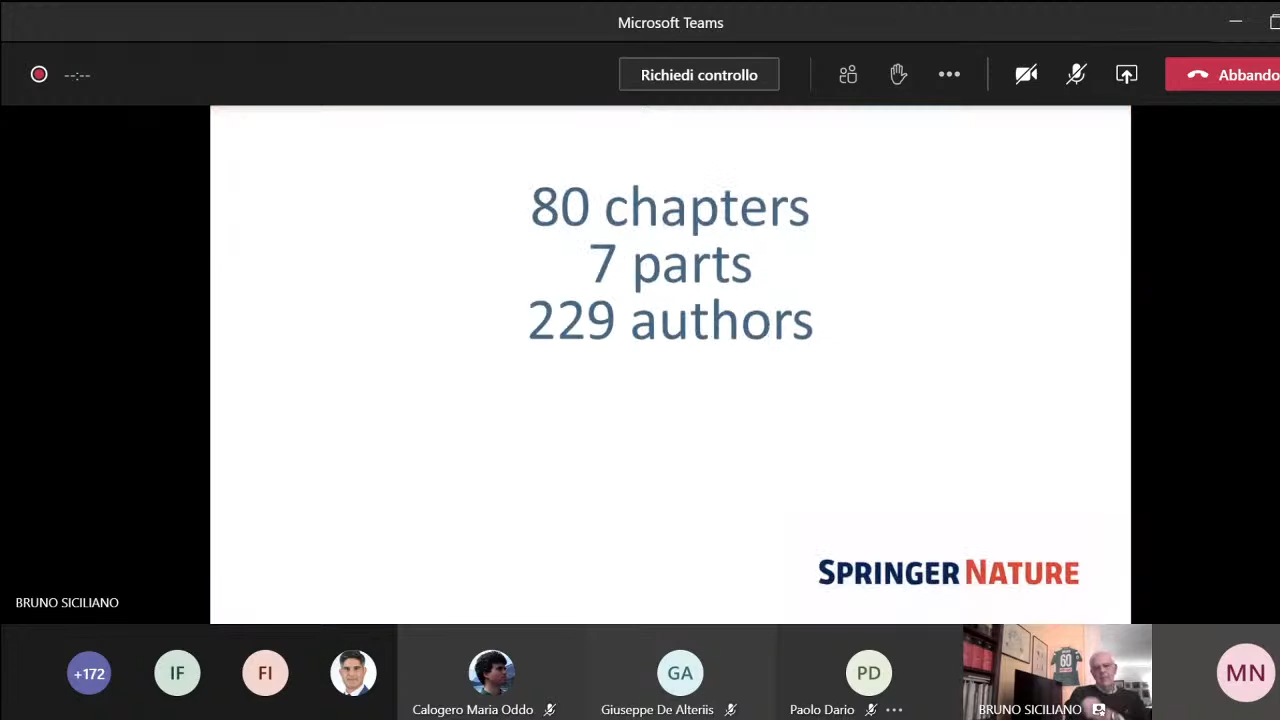 Microsoft Teams
--:--
Richiedi controllo
Abbando
80 chapters
7 parts
229 authors
SPRINGER NATURE
BRUNO SICILIANO
+172
IF
FI
Calogero Maria Oddo
GA
Giuseppe De Alteriis
PD
Paolo Dario
60
BRUNO SICILIANO
MN